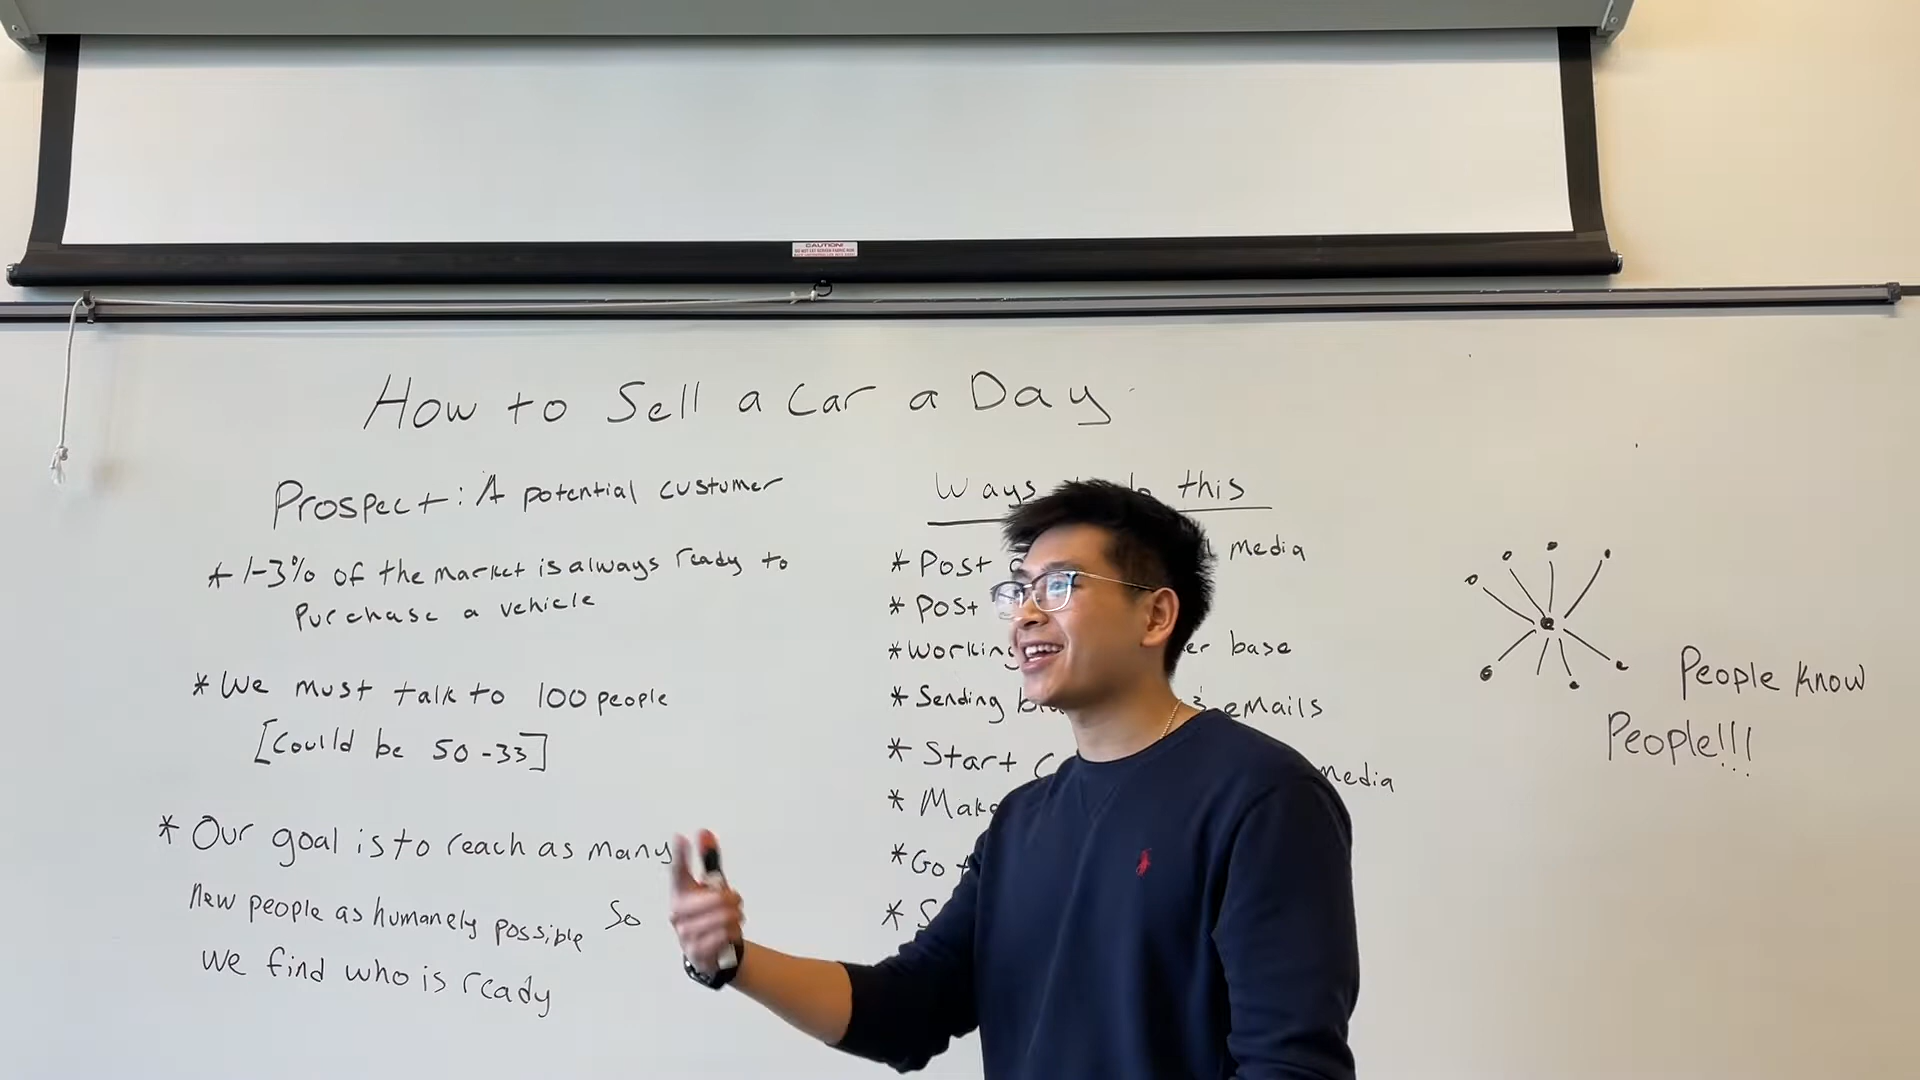 CAUTION!
How to Sell a Car a Day
Prospect: A potential custumer
* 1-3% of the market is always ready to
purchase a vehicle
* We must talk to 100 people
[Could be 50-33]
* Our goal is to reach as many
new people as humanely possible so
we find who is ready
Ways this
* Post media
* Post
* Working base
* Sending emails
* Start media
* Make
* Go
*
People know
People!!!